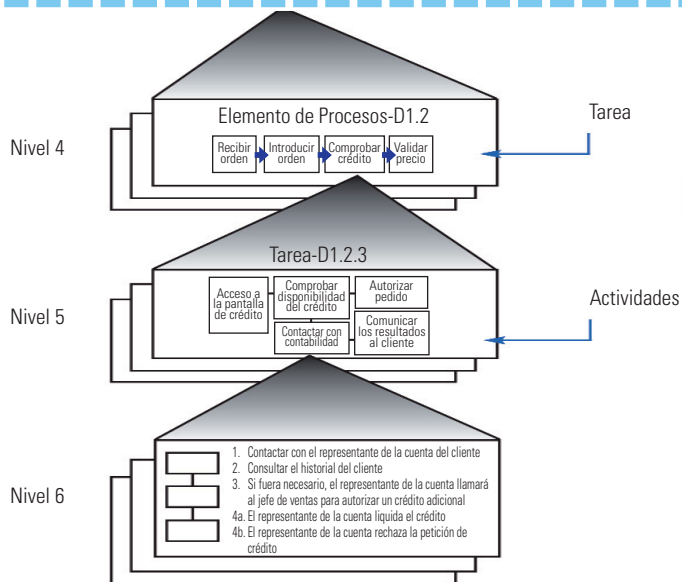 Elemento de Procesos-D1.2
Tarea
Nivel 4
Recibir
orden
Introducir
orden
Comprobar
crédito
Validar
precio
Tarea-D1.2.3
Nivel 5
Actividades
Acceso a
la pantalla
de crédito
Comprobar
disponibilidad
del crédito
Autorizar
pedido
Contactar con
contabilidad
Comunicar
los resultados
al cliente
Nivel 6
1. Contactar con el representante de la cuenta del cliente
2. Consultar el historial del cliente
3. Si fuera necesario, el representante de la cuenta llamará
al jefe de ventas para autorizar un crédito adicional
4a. El representante de la cuenta liquida el crédito
4b. El representante de la cuenta rechaza la petición de
crédito